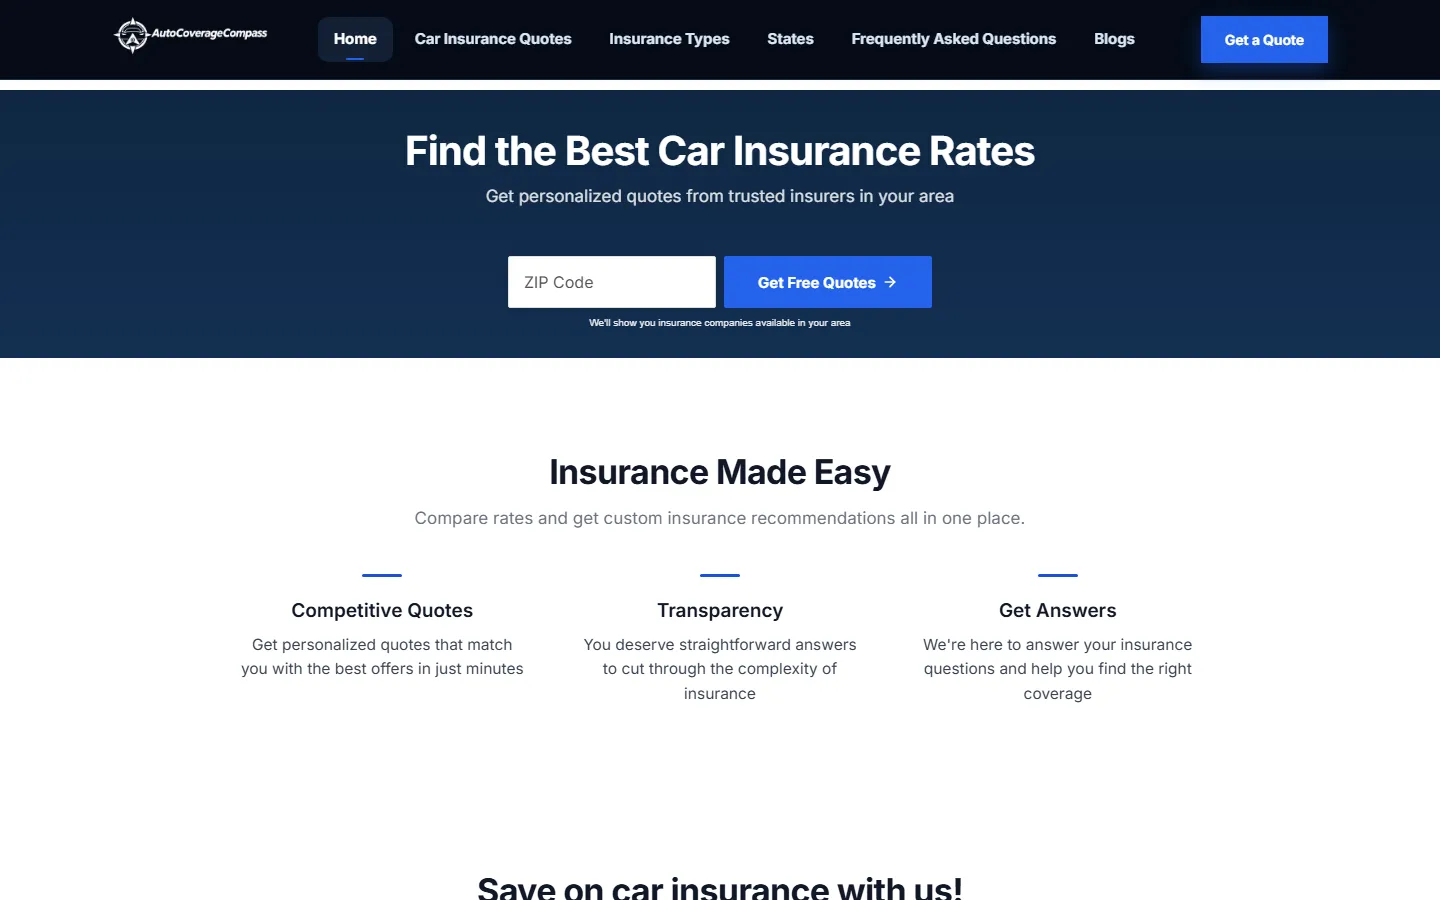 AutoCoverageCompass
Home
Car Insurance Quotes
Insurance Types
States
Frequently Asked Questions
Blogs
Get a Quote
Find the Best Car Insurance Rates
Get personalized quotes from trusted insurers in your area
ZIP Code
Get Free Quotes →
We'll show you insurance companies available in your area
Insurance Made Easy
Compare rates and get custom insurance recommendations all in one place.
Competitive Quotes
Get personalized quotes that match
you with the best offers in just minutes
Transparency
You deserve straightforward answers
to cut through the complexity of
insurance
Get Answers
We're here to answer your insurance
questions and help you find the right
coverage
Save on car insurance with us!